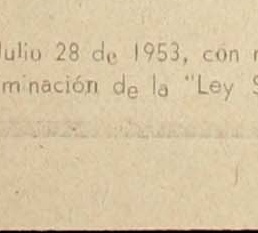 Julio 28 de 1953, con
minación de la "Ley S